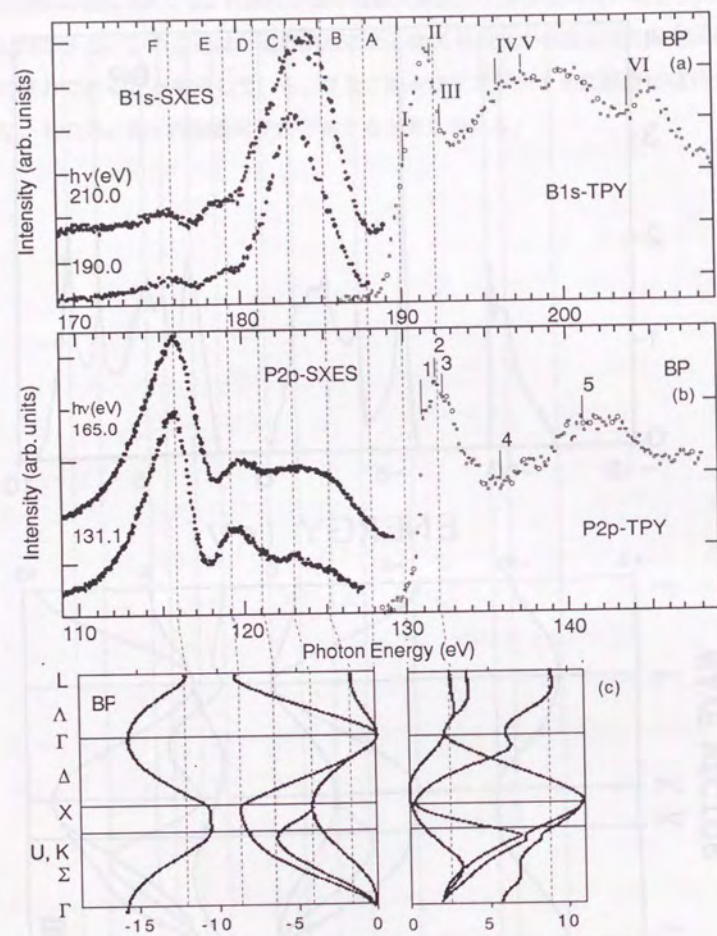 F E D A II IV V BP
VI
(a)
B1s-SXES
I III
hν(eV)
210.0
B1s-TPY
190.0
Intensity (arb. unists)
170 180 190 200
P2p-SXES
1 2 3 5 BP
(b)
hν(eV)
165.0
4
131.1
P2p-TPY
Intensity (arb. units)
110 120 130 140
Photon Energy (eV)
L
BP (c)
Λ
Γ
Δ
X
U, K
Σ
Γ
-15 -10 -5 0 0 5 10